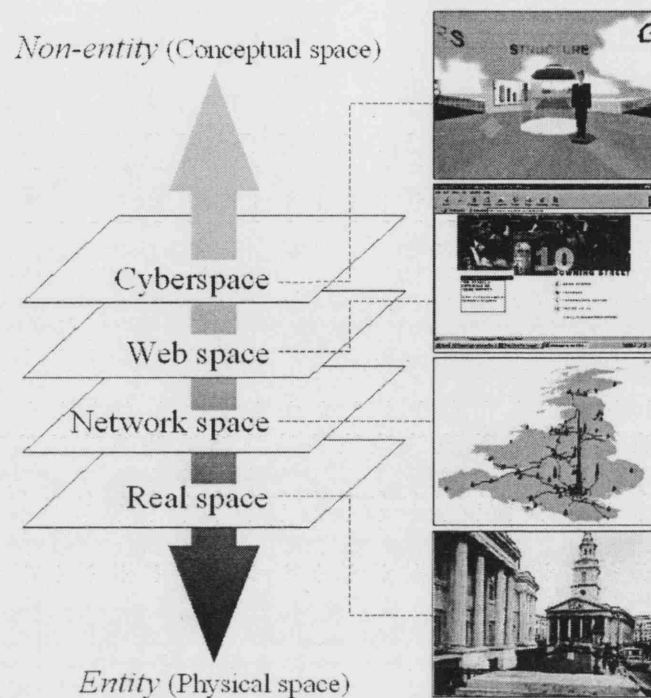 Non-entity (Conceptual space)
STRUCTURE
Cyberspace
10
DOWNING STREET
Web space
Network space
Real space
Entity (Physical space)